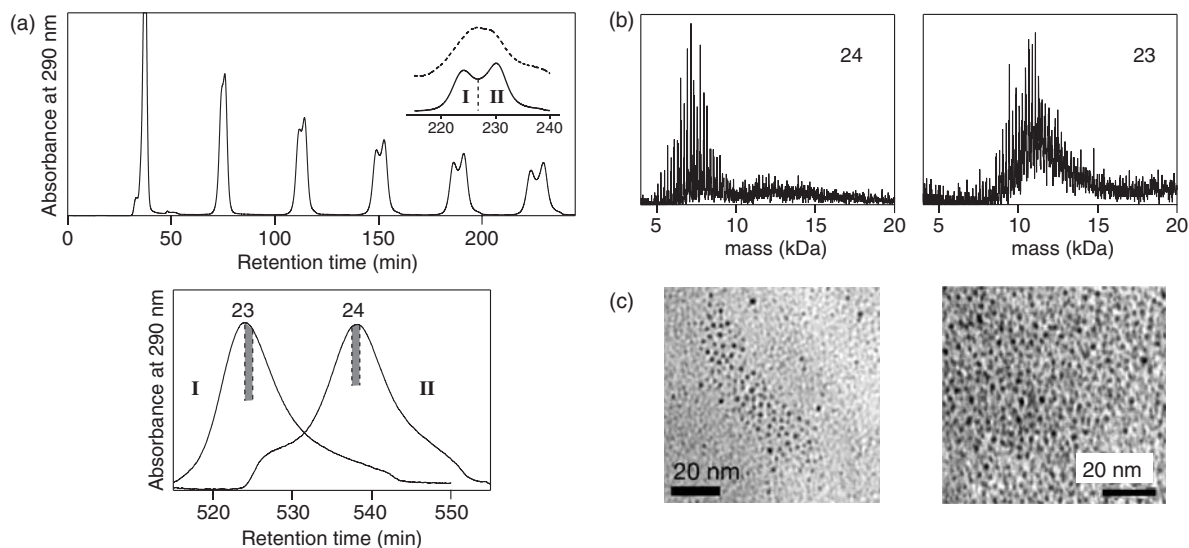 (a)
Absorbance at 290 nm
I II
220 230 240
0 50 100 150 200
Retention time (min)
Absorbance at 290 nm
23 24
I II
520 530 540 550
Retention time (min)
(b)
24
5 10 15 20
mass (kDa)
23
5 10 15 20
mass (kDa)
(c)
20 nm
20 nm